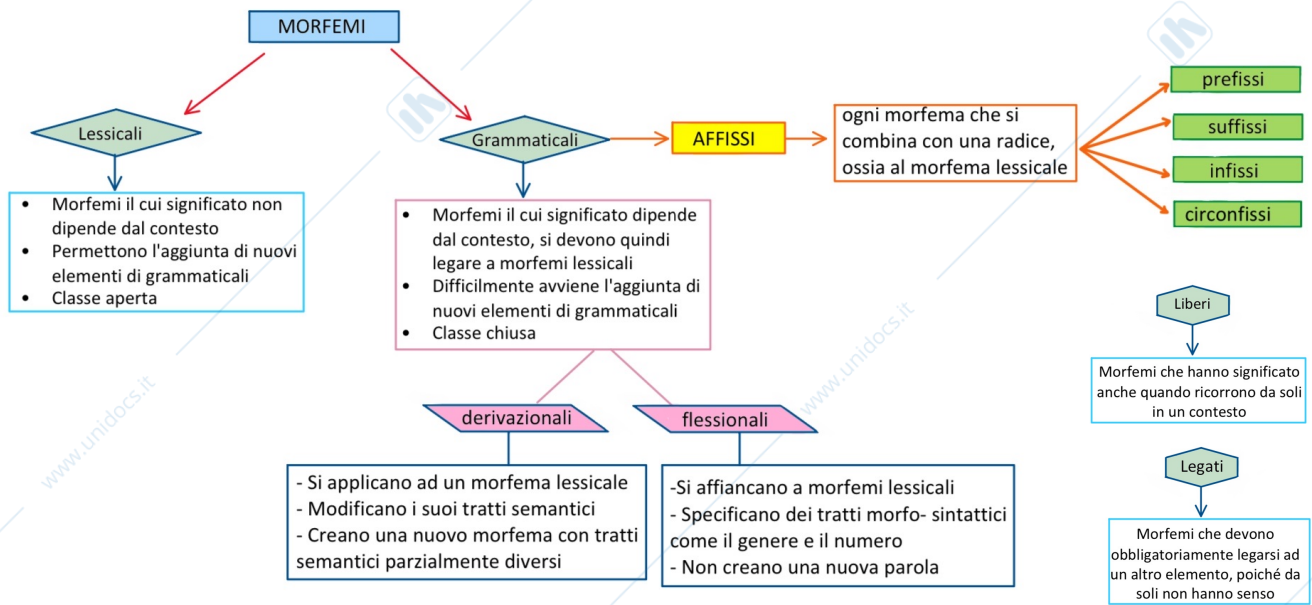 MORFEMI
Lessicali
• Morfemi il cui significato non
dipende dal contesto
• Permettono l'aggiunta di nuovi
elementi di grammaticali
• Classe aperta
Grammaticali
• Morfemi il cui significato dipende
dal contesto, si devono quindi
legare a morfemi lessicali
• Difficilmente avviene l'aggiunta di
nuovi elementi di grammaticali
• Classe chiusa
AFFISSI
ogni morfema che si
combina con una radice,
ossia al morfema lessicale
prefissi
suffissi
infissi
circonfissi
derivazionali
- Si applicano ad un morfema lessicale
- Modificano i suoi tratti semantici
- Creano una nuovo morfema con tratti
semantici parzialmente diversi
flessionali
-Si affiancano a morfemi lessicali
- Specificano dei tratti morfo- sintattici
come il genere e il numero
- Non creano una nuova parola
Liberi
Morfemi che hanno significato
anche quando ricorrono da soli
in un contesto
Legati
Morfemi che devono
obbligatoriamente legarsi ad
un altro elemento, poiché da
soli non hanno senso
www.unidocs.it
www.unidocs.it